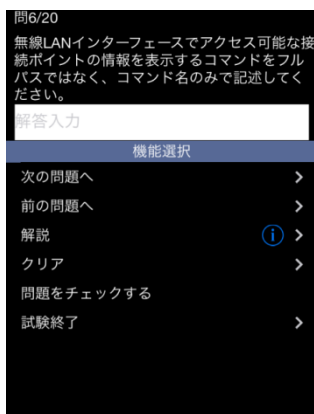 問6/20
無線LANインターフェースでアクセス可能な接
続ポイントの情報を表示するコマンドをフル
パスではなく、コマンド名のみで記述してく
ださい。
解答入力
機能選択
次の問題へ
前の問題へ
解説
クリア
問題をチェックする
試験終了